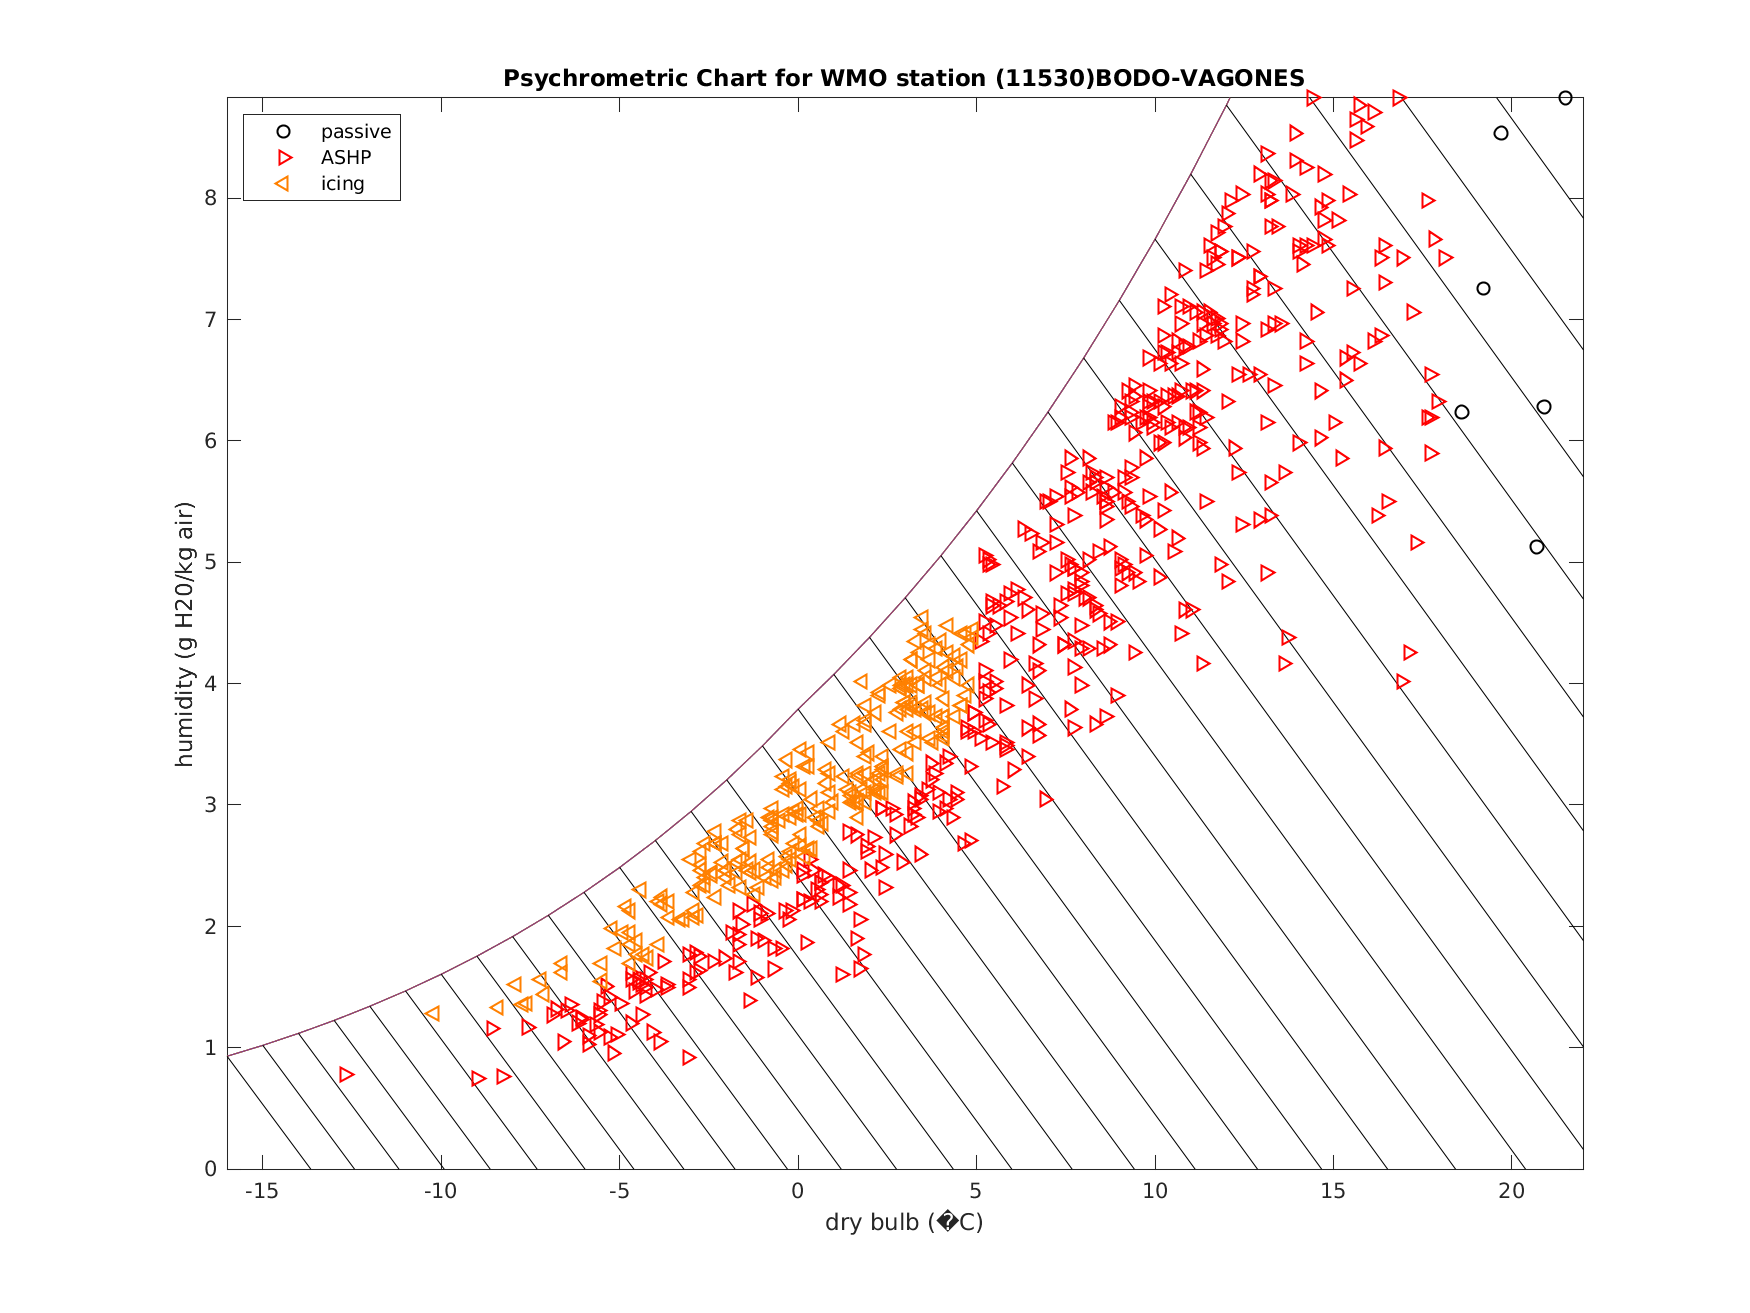 Psychrometric Chart for WMO station (11530)BODO-VAGONES
passive
ASHP
icing
humidity (g H20/kg air)
8
7
6
5
4
3
2
1
0
-15 -10 -5 0 5 10 15 20
dry bulb (�C)